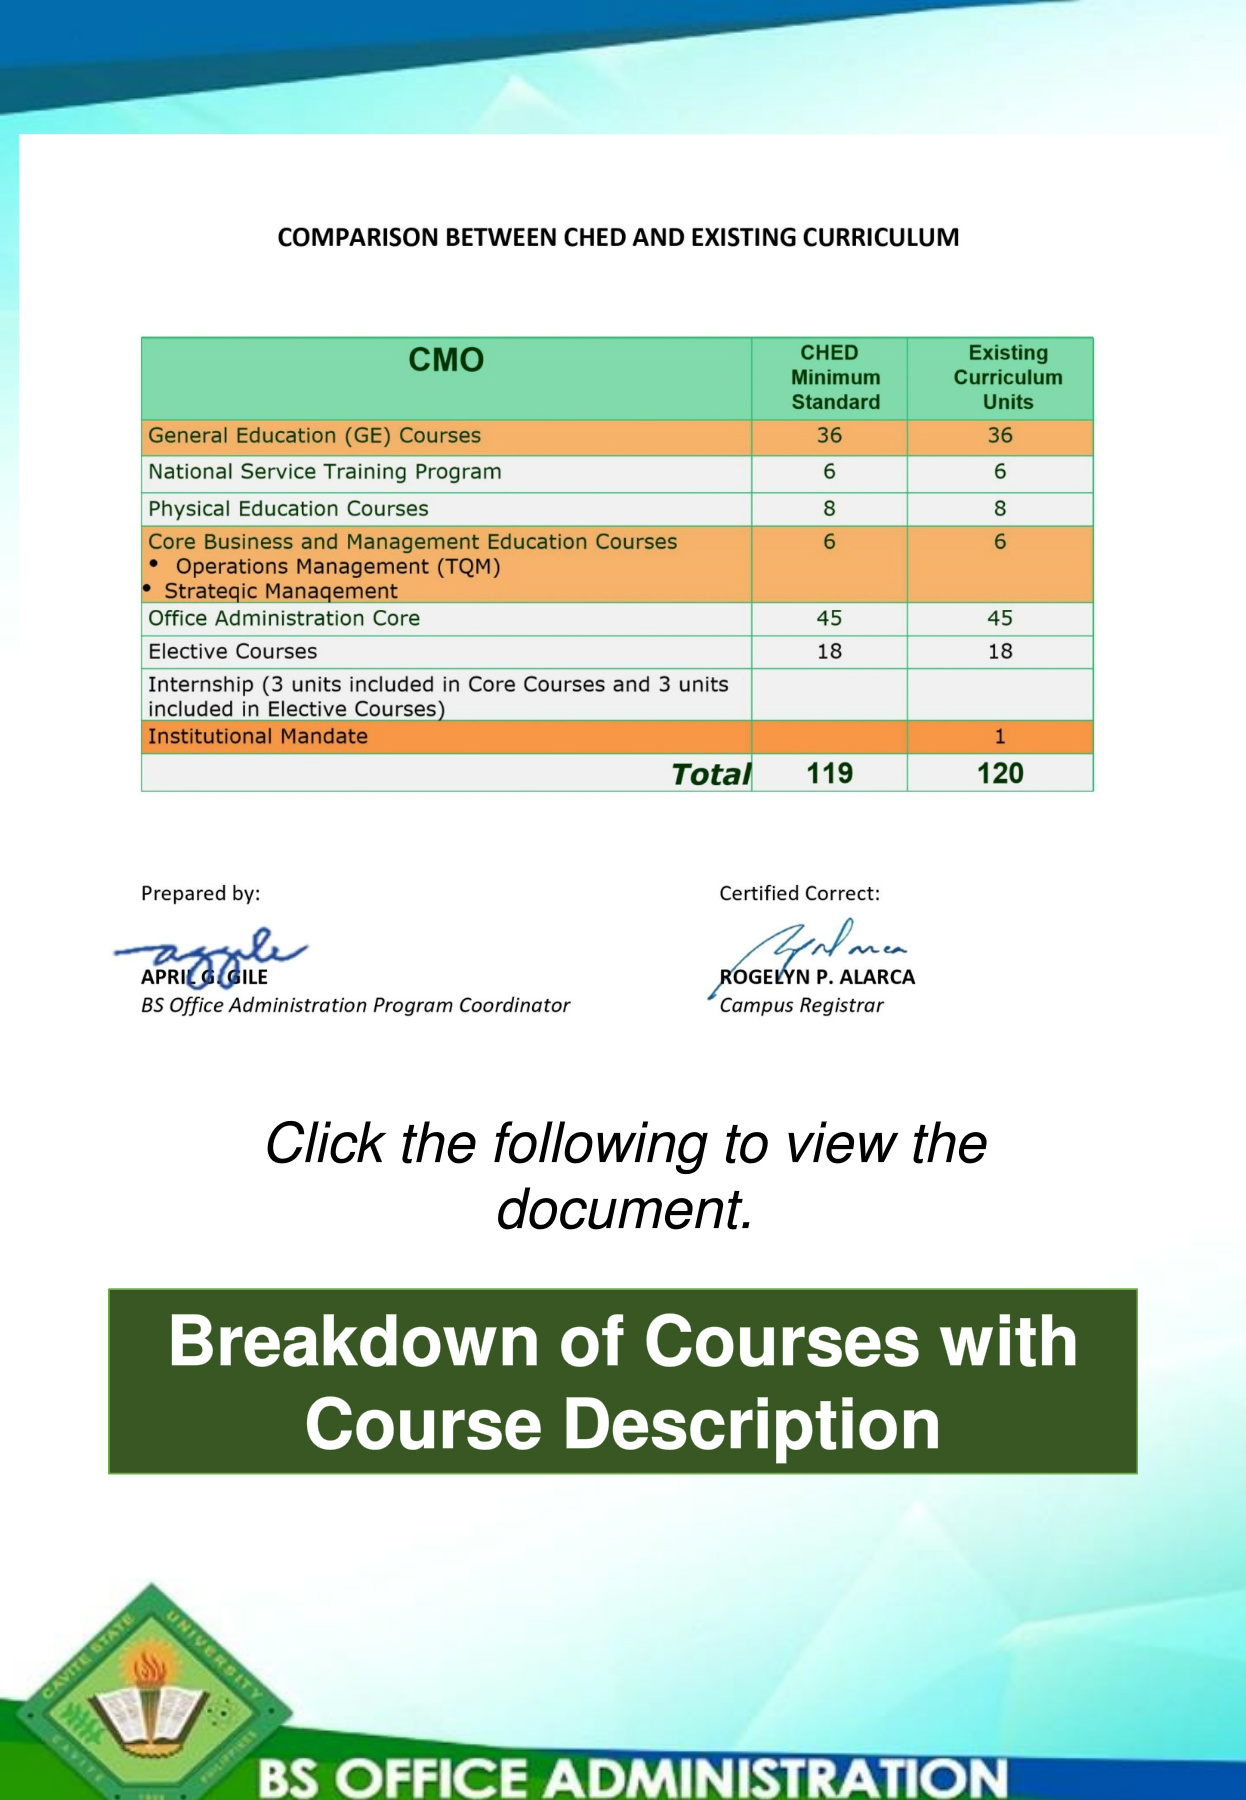 COMPARISON BETWEEN CHED AND EXISTING CURRICULUM
CMO
CHED
Minimum
Standard
Existing
Curriculum
Units
General Education (GE) Courses 36 36
National Service Training Program 6 6
Physical Education Courses 8 8
Core Business and Management Education Courses 6 6
• Operations Management (TQM)
• Strategic Management
Office Administration Core 45 45
Elective Courses 18 18
Internship (3 units included in Core Courses and 3 units
included in Elective Courses)
Institutional Mandate 1
Total 119 120
Prepared by: Certified Correct:
APRIL G. GILE ROGELYN P. ALARCA
BS Office Administration Program Coordinator Campus Registrar
Click the following to view the
document.
Breakdown of Courses with
Course Description
CAVITE STATE UNIVERSITY
CAVITE PHILIPPINES
BS OFFICE ADMINISTRATION